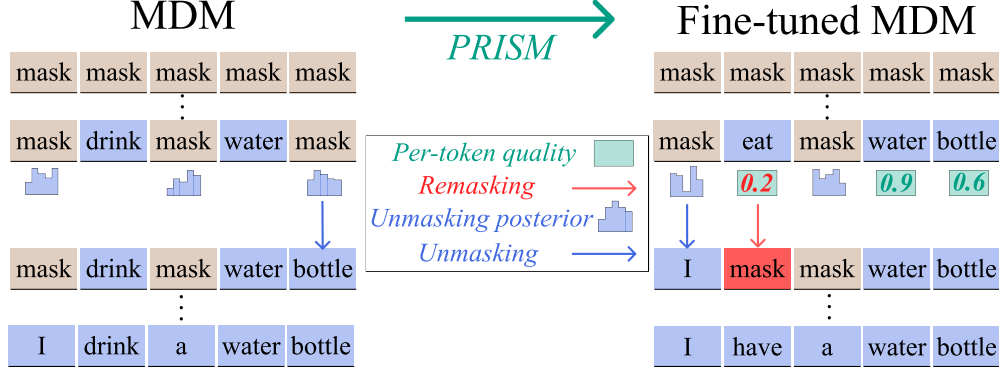 MDM
PRISM
Fine-tuned MDM
mask mask mask mask mask
mask mask mask mask mask
mask drink mask water mask
mask eat mask water bottle
0.2 0.9 0.6
Per-token quality
Remasking
Unmasking posterior
Unmasking
mask drink mask water bottle
I mask mask water bottle
I drink a water bottle
I have a water bottle